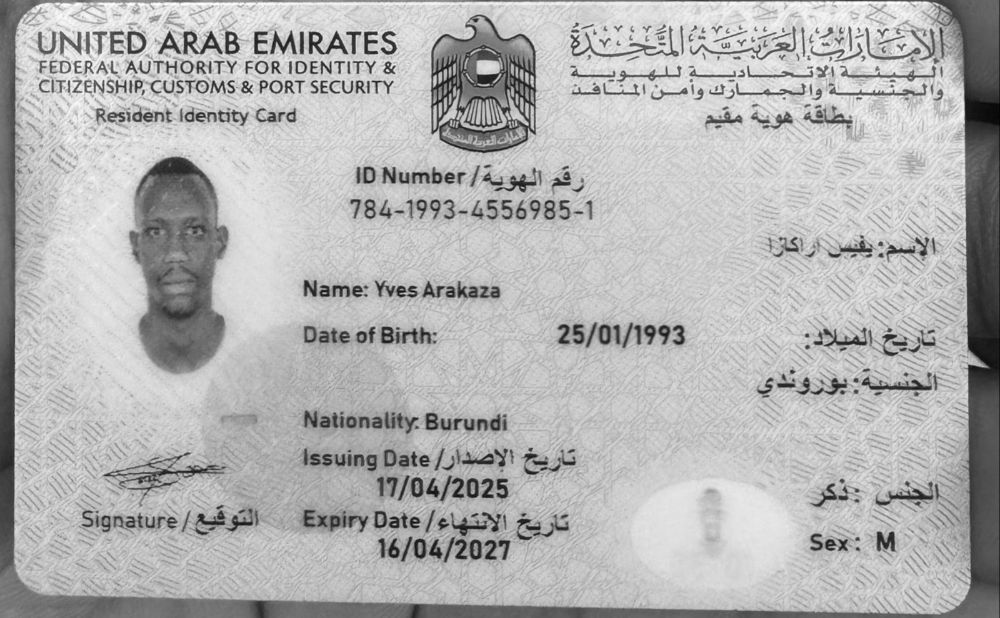 UNITED ARAB EMIRATES
الإمارات العربية المتحدة
FEDERAL AUTHORITY FOR IDENTITY &
الهيئة الاتحادية للهوية
CITIZENSHIP, CUSTOMS & PORT SECURITY
والجنسية والجمارك وأمن المنافذ
Resident Identity Card
بطاقة هوية مقيم
الإمارات العربية المتحدة
ID Number / رقم الهوية
784-1993-4556985-1
الإسم: يفيس اراكازا
Name: Yves Arakaza
Date of Birth: 25/01/1993 تاريخ الميلاد:
الجنسية: بوروندي
Nationality: Burundi
Issuing Date / تاريخ الإصدار
17/04/2025
الجنس : ذكر
Signature / التوقيع
Expiry Date / تاريخ الانتهاء
16/04/2027
Sex: M